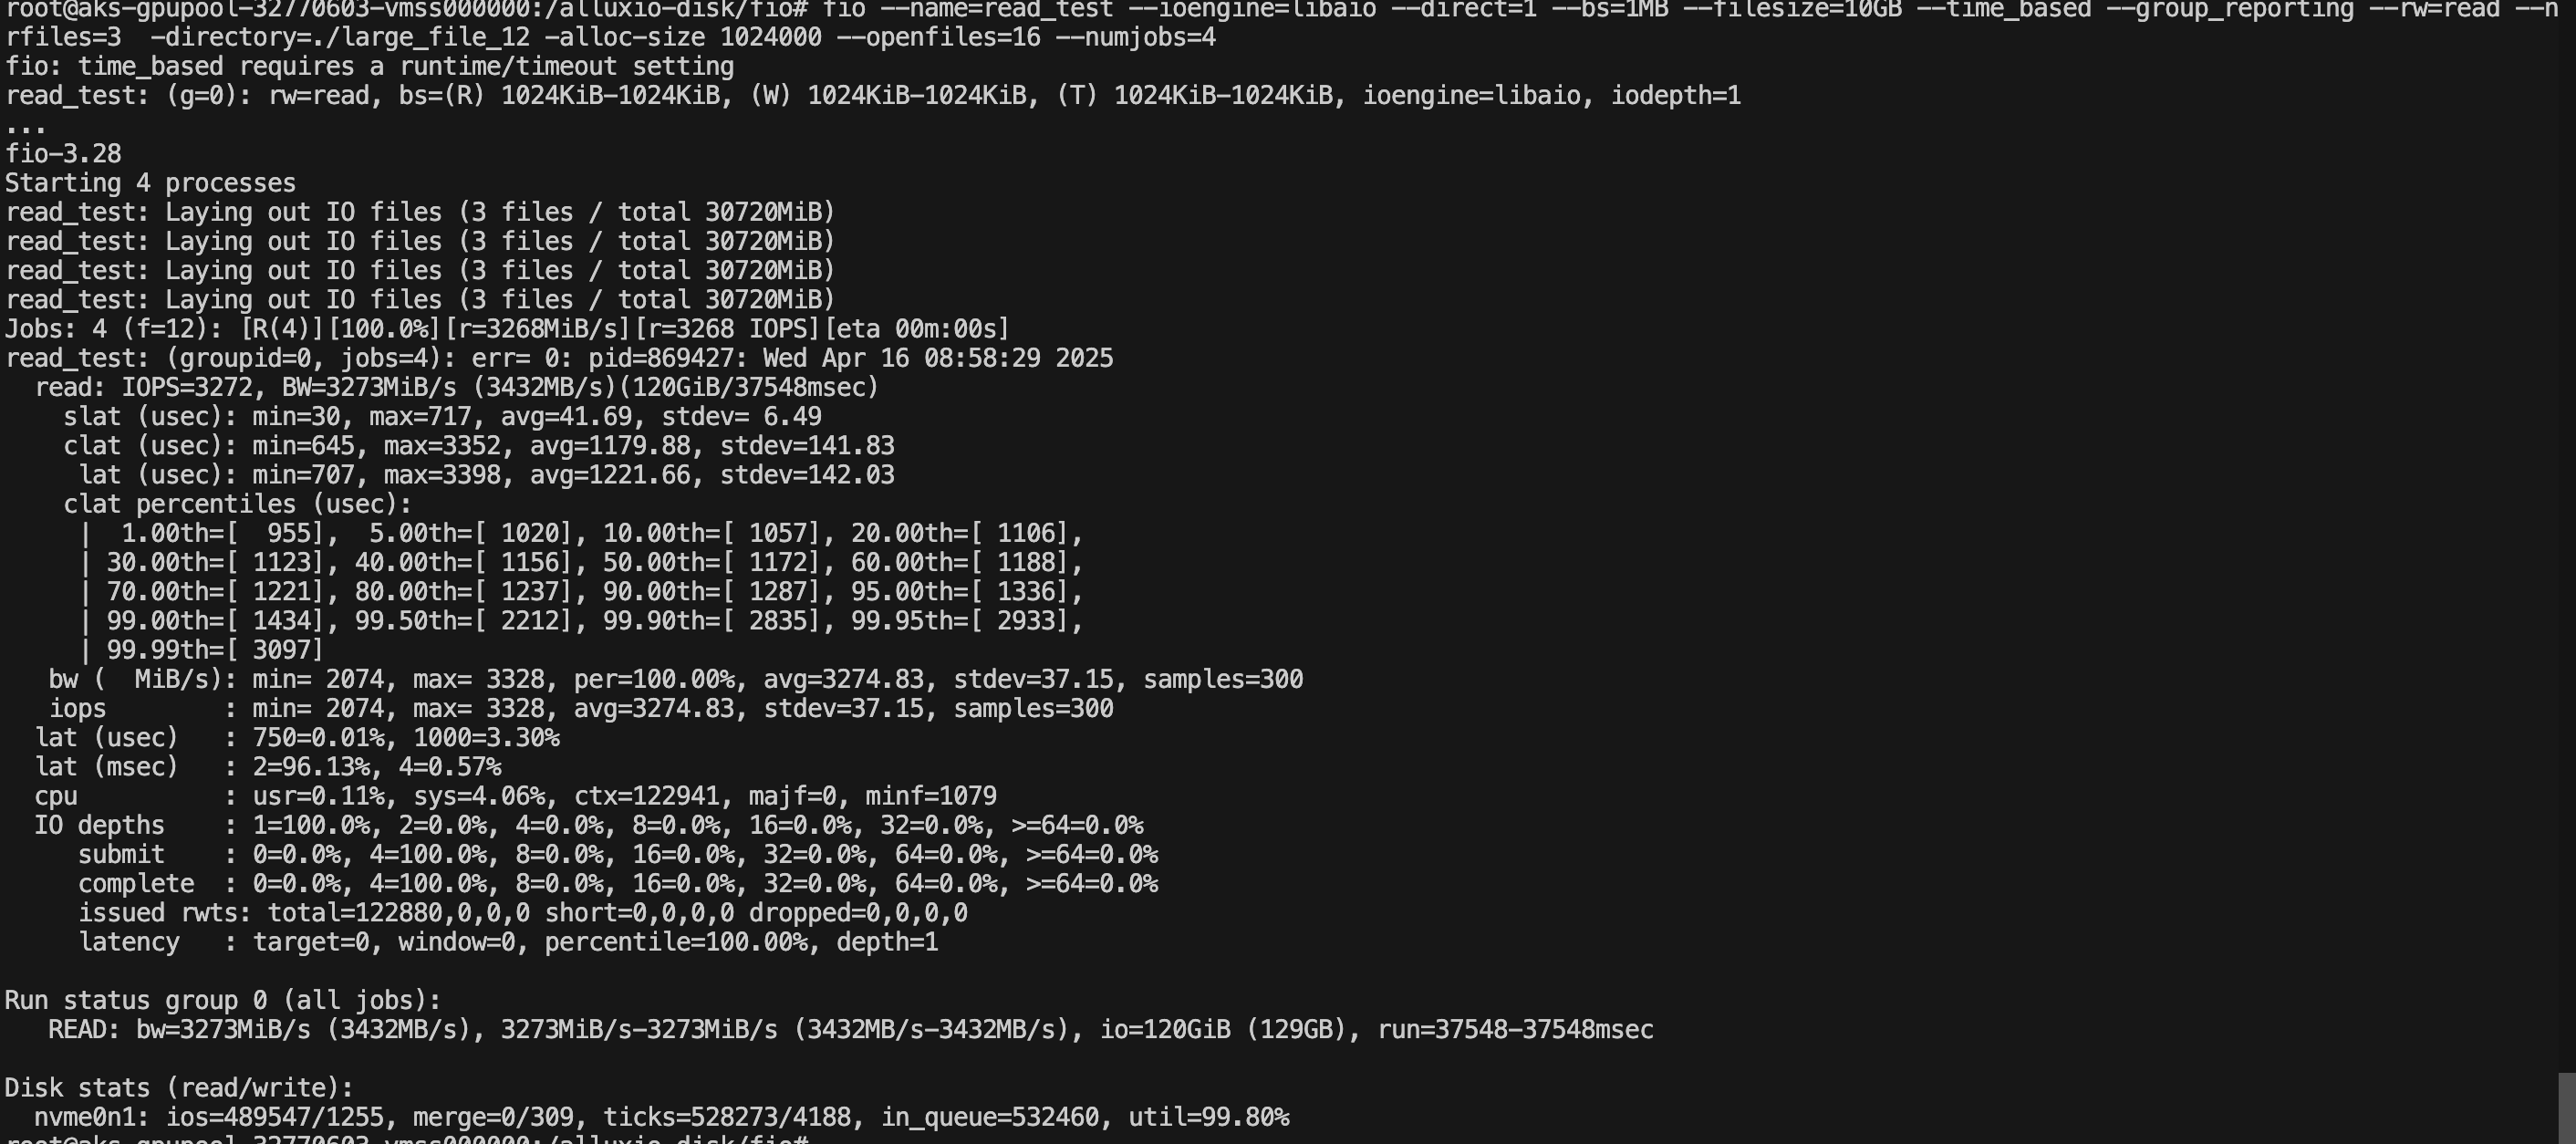 root@aks-gpupool-32770603-vmss000000:/alluxio-disk/fio# fio --name=read_test --ioengine=libaio --direct=1 --bs=1MB --filesize=10GB --time_based --group_reporting --rw=read --n
rfiles=3  -directory=./large_file_12 -alloc-size 1024000 --openfiles=16 --numjobs=4
fio: time_based requires a runtime/timeout setting
read_test: (g=0): rw=read, bs=(R) 1024KiB-1024KiB, (W) 1024KiB-1024KiB, (T) 1024KiB-1024KiB, ioengine=libaio, iodepth=1
...
fio-3.28
Starting 4 processes
read_test: Laying out IO files (3 files / total 30720MiB)
read_test: Laying out IO files (3 files / total 30720MiB)
read_test: Laying out IO files (3 files / total 30720MiB)
read_test: Laying out IO files (3 files / total 30720MiB)
Jobs: 4 (f=12): [R(4)][100.0%][r=3268MiB/s][r=3268 IOPS][eta 00m:00s]
read_test: (groupid=0, jobs=4): err= 0: pid=869427: Wed Apr 16 08:58:29 2025
  read: IOPS=3272, BW=3273MiB/s (3432MB/s)(120GiB/37548msec)
    slat (usec): min=30, max=717, avg=41.69, stdev= 6.49
    clat (usec): min=645, max=3352, avg=1179.88, stdev=141.83
     lat (usec): min=707, max=3398, avg=1221.66, stdev=142.03
    clat percentiles (usec):
     |  1.00th=[  955],  5.00th=[ 1020], 10.00th=[ 1057], 20.00th=[ 1106],
     | 30.00th=[ 1123], 40.00th=[ 1156], 50.00th=[ 1172], 60.00th=[ 1188],
     | 70.00th=[ 1221], 80.00th=[ 1237], 90.00th=[ 1287], 95.00th=[ 1336],
     | 99.00th=[ 1434], 99.50th=[ 2212], 99.90th=[ 2835], 99.95th=[ 2933],
     | 99.99th=[ 3097]
   bw (  MiB/s): min= 2074, max= 3328, per=100.00%, avg=3274.83, stdev=37.15, samples=300
   iops        : min= 2074, max= 3328, avg=3274.83, stdev=37.15, samples=300
  lat (usec)   : 750=0.01%, 1000=3.30%
  lat (msec)   : 2=96.13%, 4=0.57%
  cpu          : usr=0.11%, sys=4.06%, ctx=122941, majf=0, minf=1079
  IO depths    : 1=100.0%, 2=0.0%, 4=0.0%, 8=0.0%, 16=0.0%, 32=0.0%, >=64=0.0%
     submit    : 0=0.0%, 4=100.0%, 8=0.0%, 16=0.0%, 32=0.0%, 64=0.0%, >=64=0.0%
     complete  : 0=0.0%, 4=100.0%, 8=0.0%, 16=0.0%, 32=0.0%, 64=0.0%, >=64=0.0%
     issued rwts: total=122880,0,0,0 short=0,0,0,0 dropped=0,0,0,0
     latency   : target=0, window=0, percentile=100.00%, depth=1

Run status group 0 (all jobs):
   READ: bw=3273MiB/s (3432MB/s), 3273MiB/s-3273MiB/s (3432MB/s-3432MB/s), io=120GiB (129GB), run=37548-37548msec

Disk stats (read/write):
  nvme0n1: ios=489547/1255, merge=0/309, ticks=528273/4188, in_queue=532460, util=99.80%
root@aks-gpupool-32770603-vmss000000:/alluxio-disk/fio#